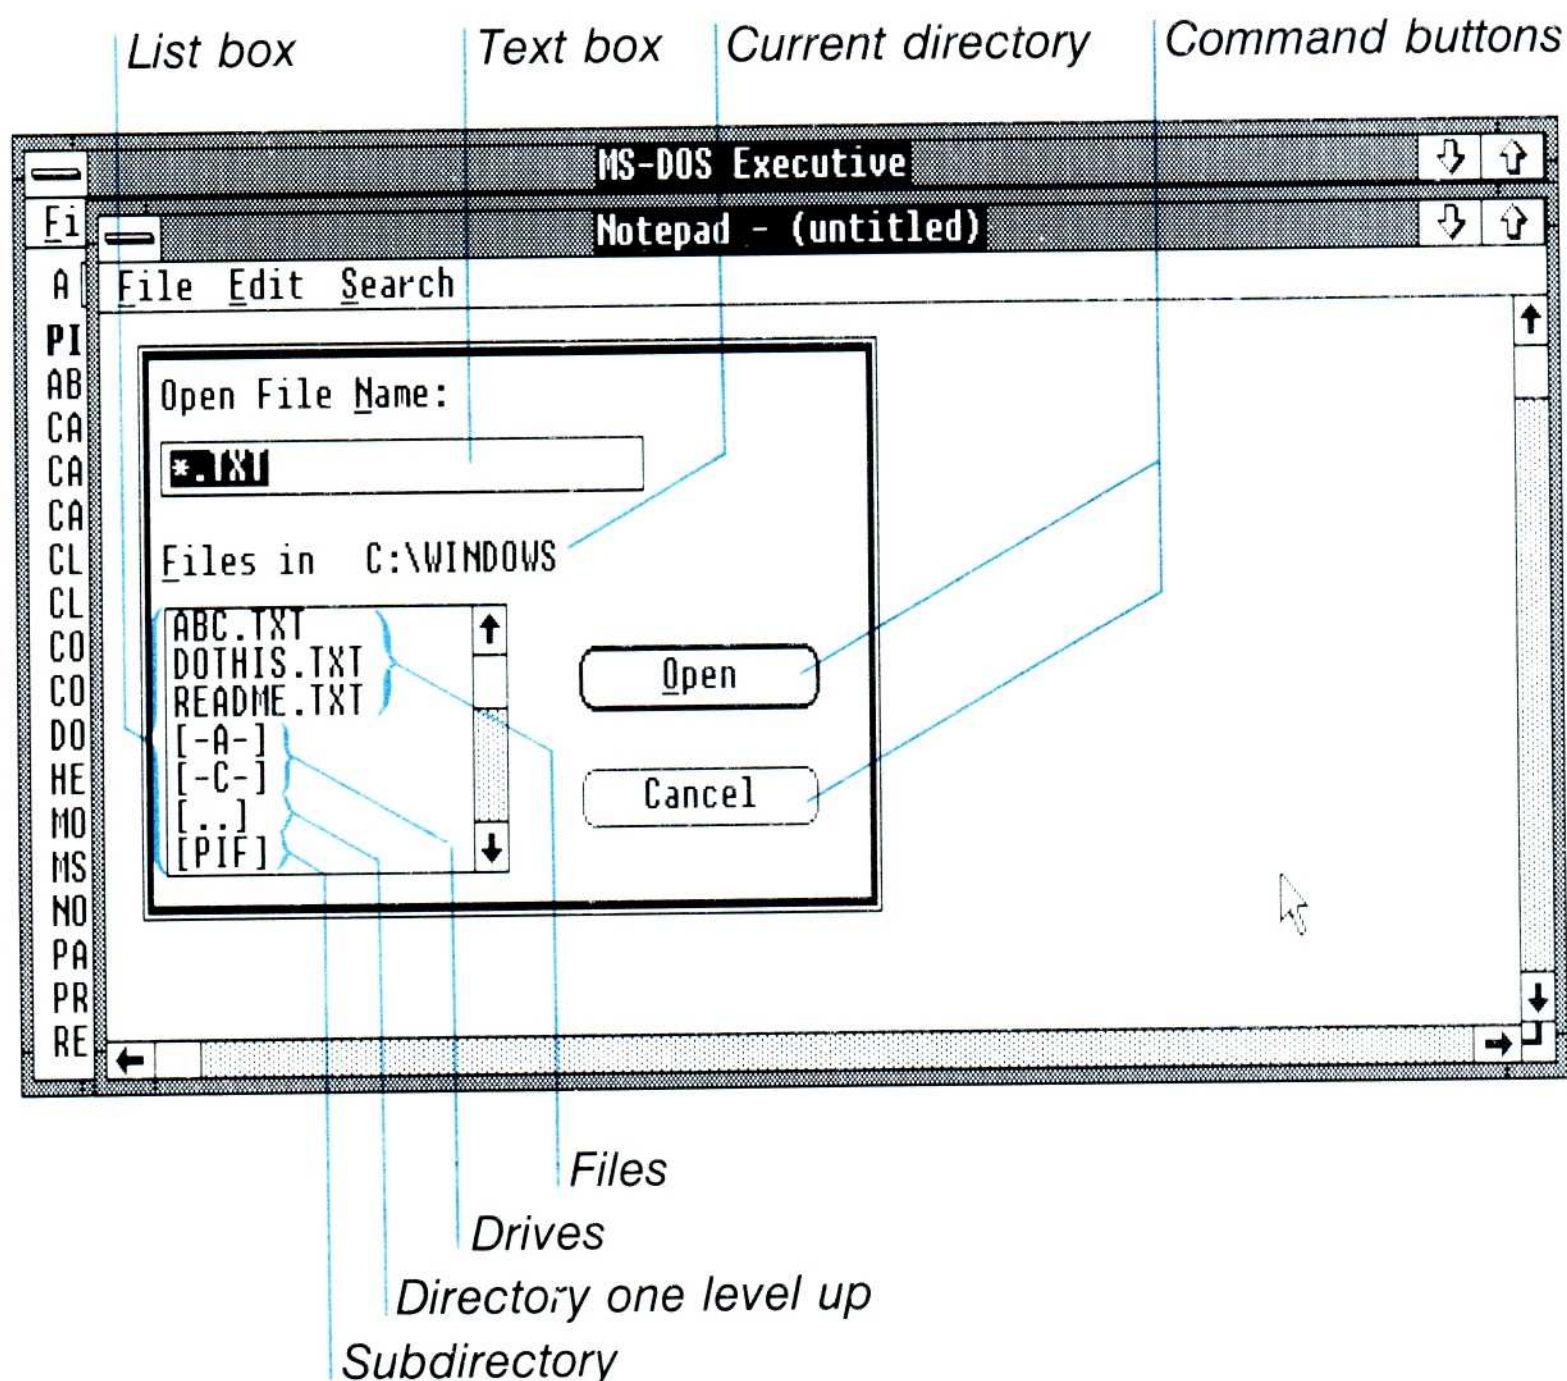 List box
Text box
Current directory
Command buttons
MS-DOS Executive
Fi
Notepad - (untitled)
A
File Edit Search
PI
AB
CA
CA
CA
CL
CL
CO
CO
DO
HE
MO
MS
NO
PA
PR
RE
Open File Name:
*.TXT
Files in C:\WINDOWS
ABC.TXT
DOTHIS.TXT
README.TXT
[-A-]
[-C-]
[..]
[PIF]
Open
Cancel
Files
Drives
Directory one level up
Subdirectory